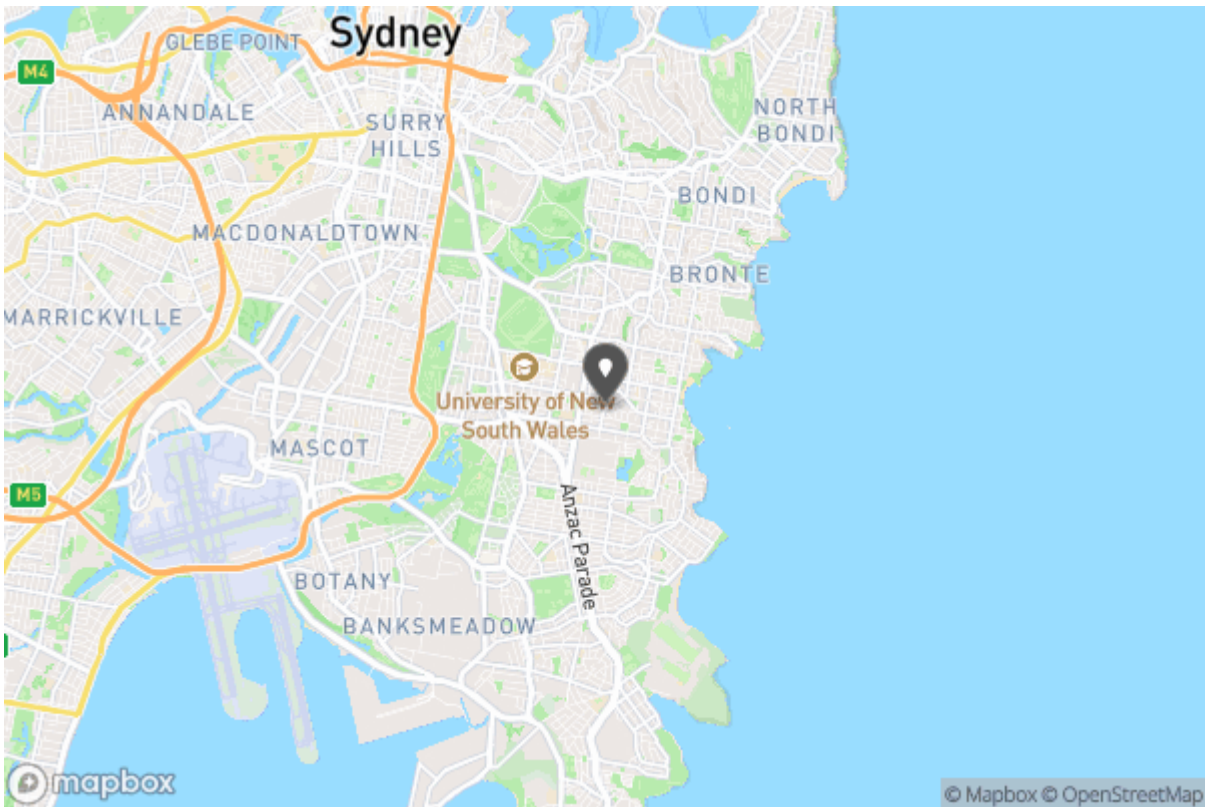 Sydney
GLEBE POINT
M4
ANNANDALE
SURRY
HILLS
NORTH
BONDI
BONDI
MACDONALDTOWN
BRONTE
MARRICKVILLE
University of New
South Wales
MASCOT
M5
Anzac Parade
BOTANY
BANKSMEADOW
mapbox
© Mapbox © OpenStreetMap